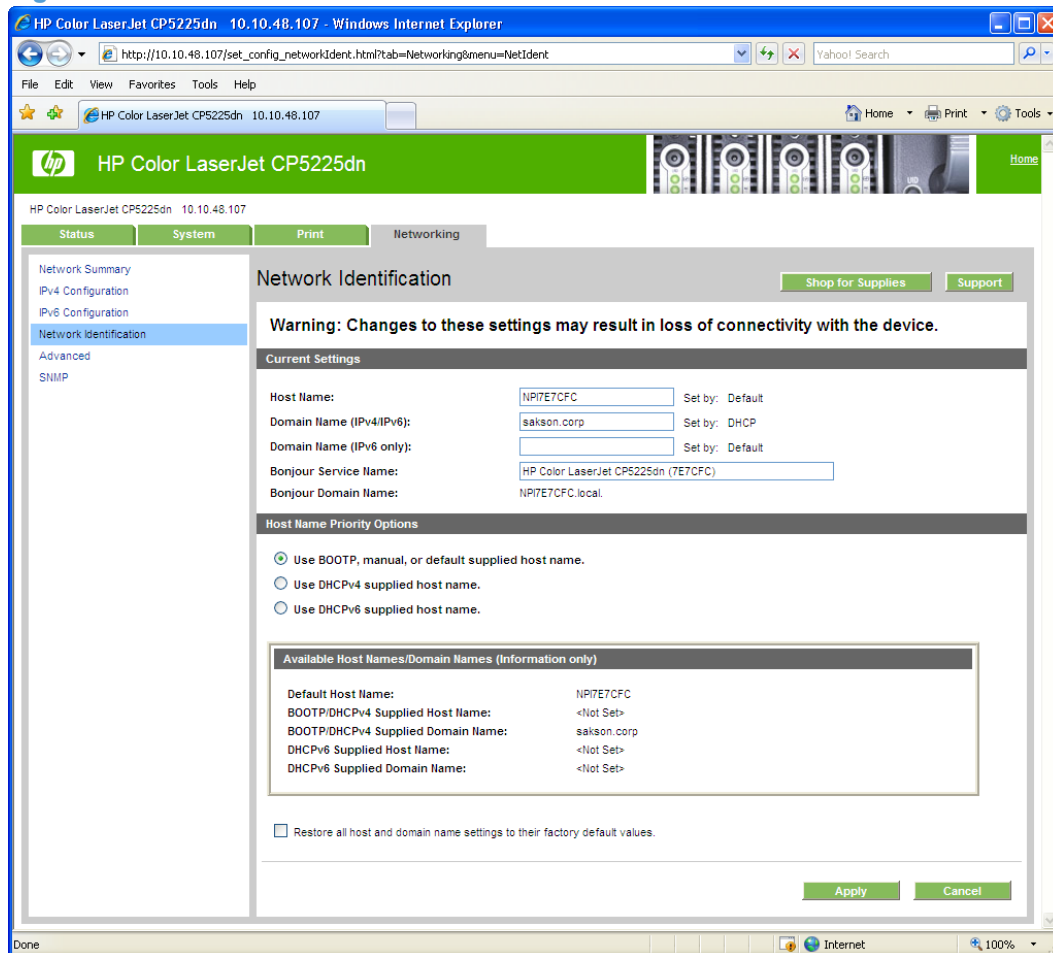 HP Color LaserJet CP5225dn   10.10.48.107 - Windows Internet Explorer
http://10.10.48.107/set_config_networkIdent.html?tab=Networking&menu=NetIdent
Yahoo! Search
File Edit View Favorites Tools Help
HP Color LaserJet CP5225dn 10.10.48.107
Home Print Tools
hp HP Color LaserJet CP5225dn
Home
HP Color LaserJet CP5225dn 10.10.48.107
Status System Print Networking
Network Summary
IPv4 Configuration
IPv6 Configuration
Network Identification
Advanced
SNMP
Network Identification
Shop for Supplies Support
Warning: Changes to these settings may result in loss of connectivity with the device.
Current Settings
Host Name: NPI7E7CFC Set by: Default
Domain Name (IPv4/IPv6): sakson.corp Set by: DHCP
Domain Name (IPv6 only): Set by: Default
Bonjour Service Name: HP Color LaserJet CP5225dn (7E7CFC)
Bonjour Domain Name: NPI7E7CFC.local.
Host Name Priority Options
Use BOOTP, manual, or default supplied host name.
Use DHCPv4 supplied host name.
Use DHCPv6 supplied host name.
Available Host Names/Domain Names (Information only)
Default Host Name: NPI7E7CFC
BOOTP/DHCPv4 Supplied Host Name: <Not Set>
BOOTP/DHCPv4 Supplied Domain Name: sakson.corp
DHCPv6 Supplied Host Name: <Not Set>
DHCPv6 Supplied Domain Name: <Not Set>
Restore all host and domain name settings to their factory default values.
Apply Cancel
Done Internet 100%